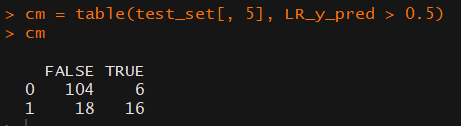 > cm = table(test_set[, 5], LR_y_pred > 0.5)
> cm
FALSE TRUE
0 104 6
1 18 16